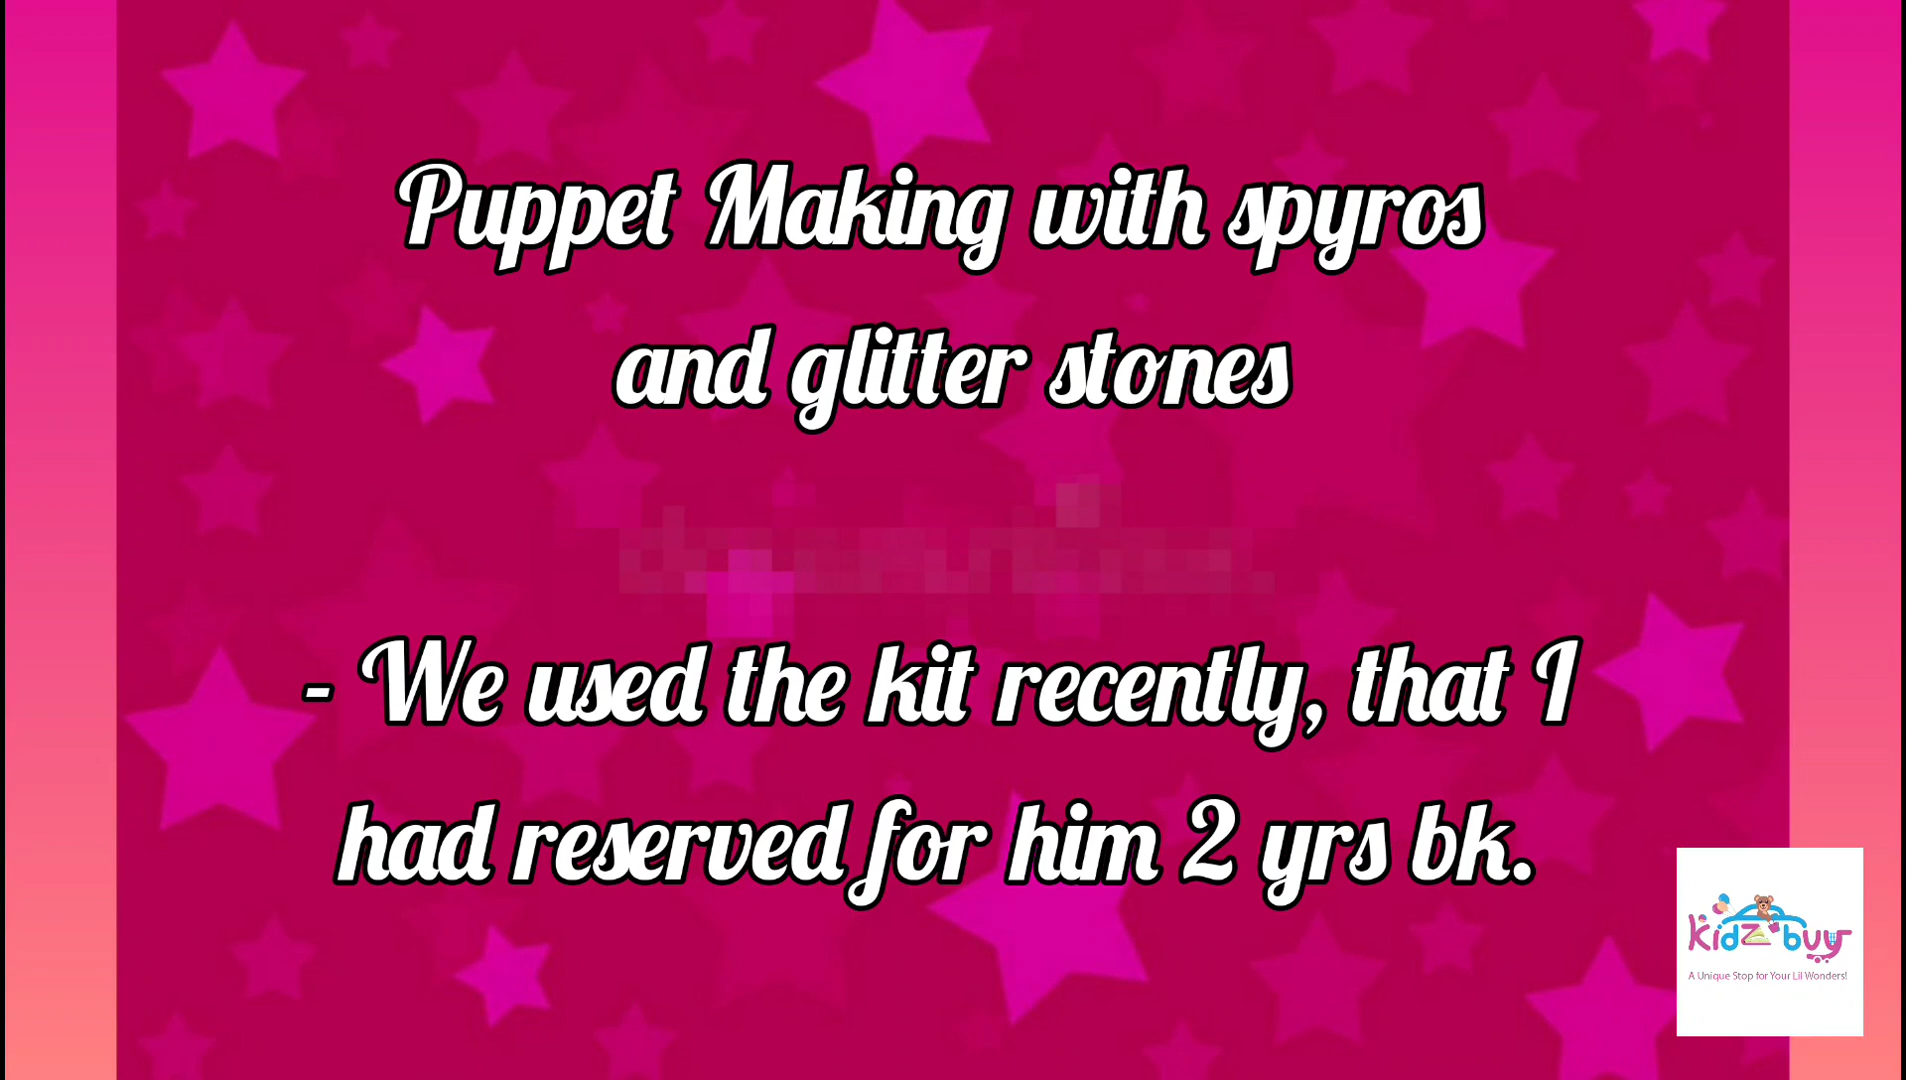 Puppet Making with spyros
and glitter stones
- We used the kit recently, that I
had reserved for him 2 yrs bk.
kidz buy
A Unique Stop for Your Lil Wonders!